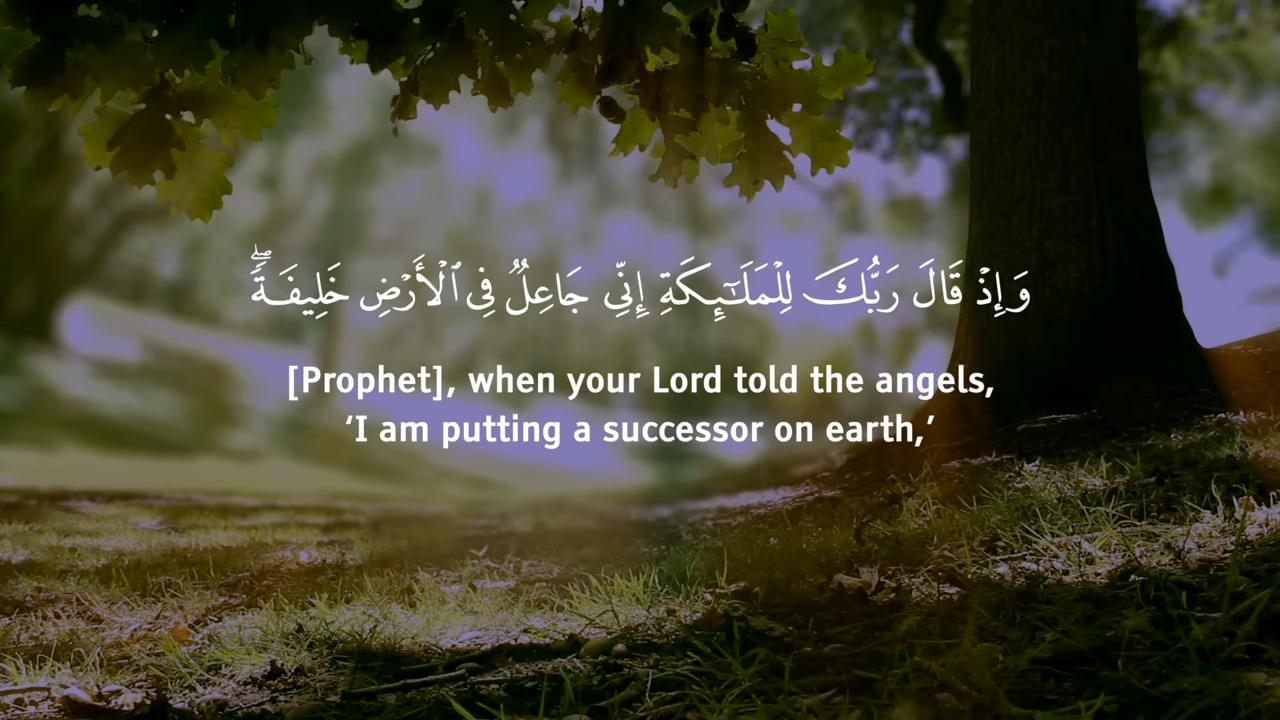 وَإِذْ قَالَ رَبُّكَ لِلْمَلَـٰٓئِكَةِ إِنِّى جَاعِلٌ فِى ٱلْأَرْضِ خَلِيفَةً ۖ
[Prophet], when your Lord told the angels,
‘I am putting a successor on earth,’